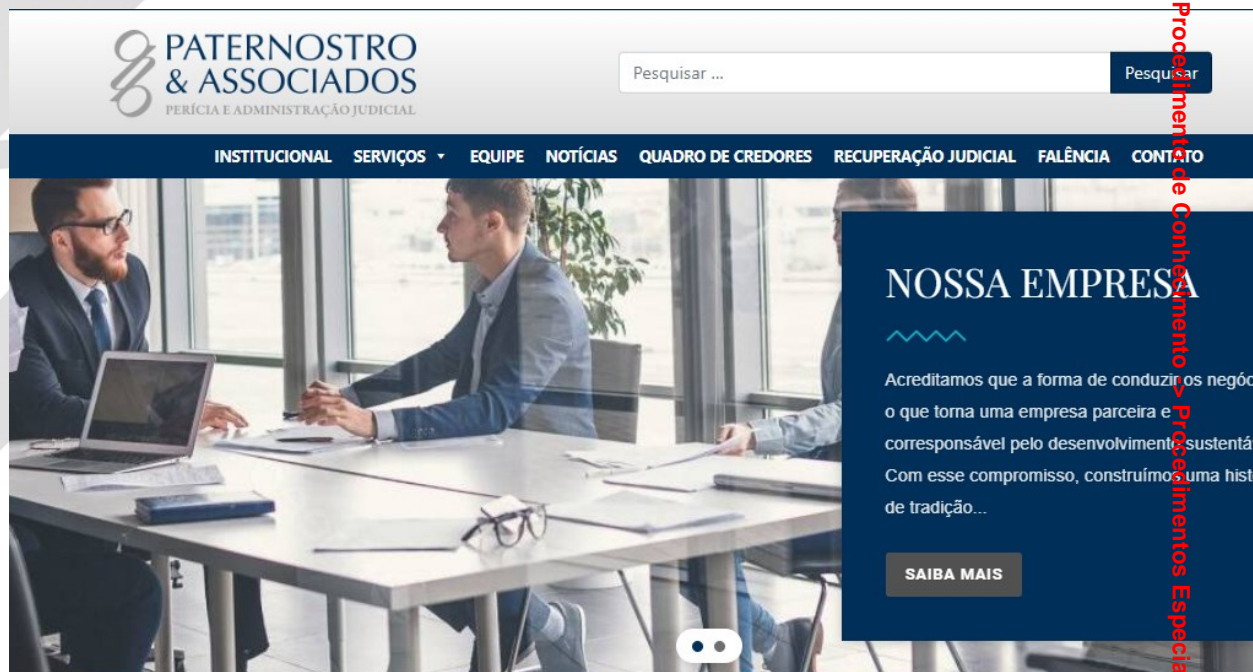 PATERNOSTRO
& ASSOCIADOS
PERÍCIA E ADMINISTRAÇÃO JUDICIAL
Pesquisar ...
Pesquisar
INSTITUCIONAL SERVIÇOS EQUIPE NOTÍCIAS QUADRO DE CREDORES RECUPERAÇÃO JUDICIAL FALÊNCIA CONTATO
NOSSA EMPRESA
Acreditamos que a forma de conduzir os negóc
o que torna uma empresa parceira e
corresponsável pelo desenvolvimento sustentá
Com esse compromisso, construímos uma hist
de tradição...
SAIBA MAIS
Procedimento de Conhecimento -> Procedimentos Especia